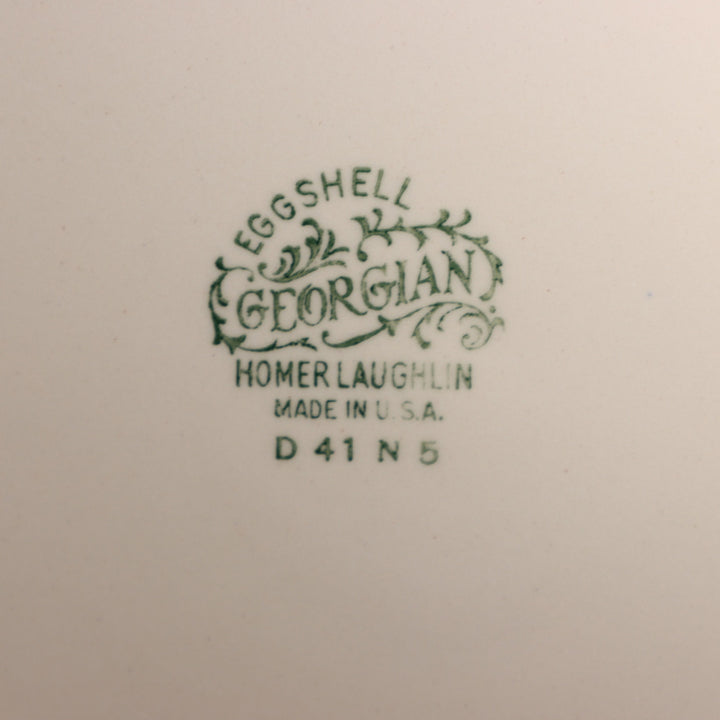 EGGSHELL
GEORGIAN
HOMER LAUGHLIN
MADE IN U.S.A.
D 41 N 5